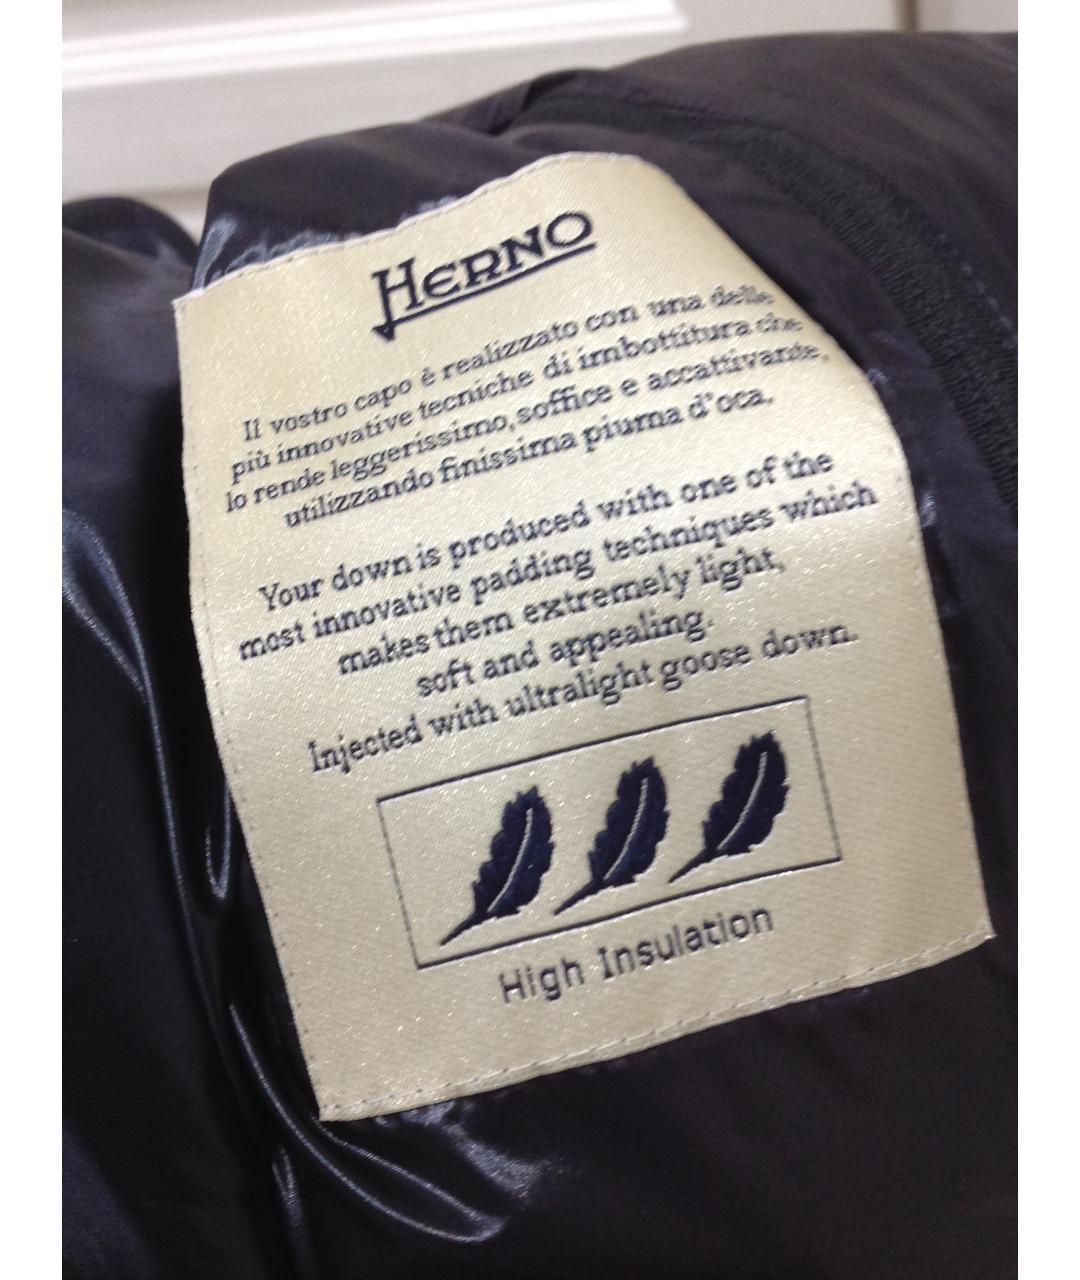 HERNO
Il vostro capo è realizzato con una delle
più innovative tecniche di imbottitura che
lo rende leggerissimo, soffice e accattivante,
utilizzando finissima piuma d'oca.
Your down is produced with one of the
most innovative padding techniques which
makes them extremely light,
soft and appealing.
Injected with ultralight goose down.
High Insulation